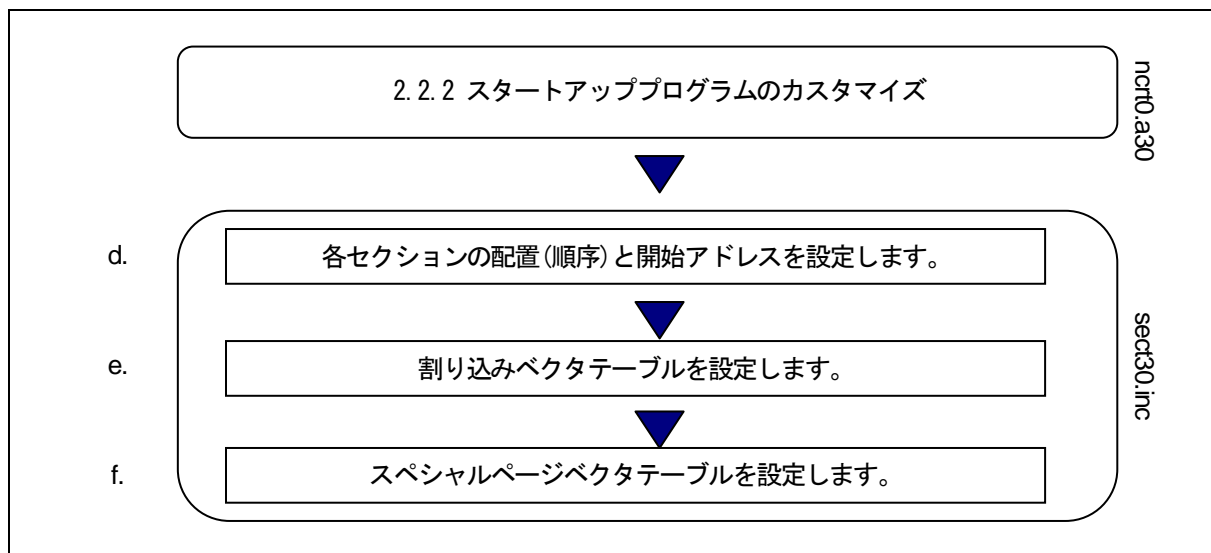 2.2.2 スタートアッププログラムのカスタマイズ
ncrt0.a30
d.
各セクションの配置(順序)と開始アドレスを設定します。
e.
割り込みベクタテーブルを設定します。
f.
スペシャルページベクタテーブルを設定します。
sect30.inc